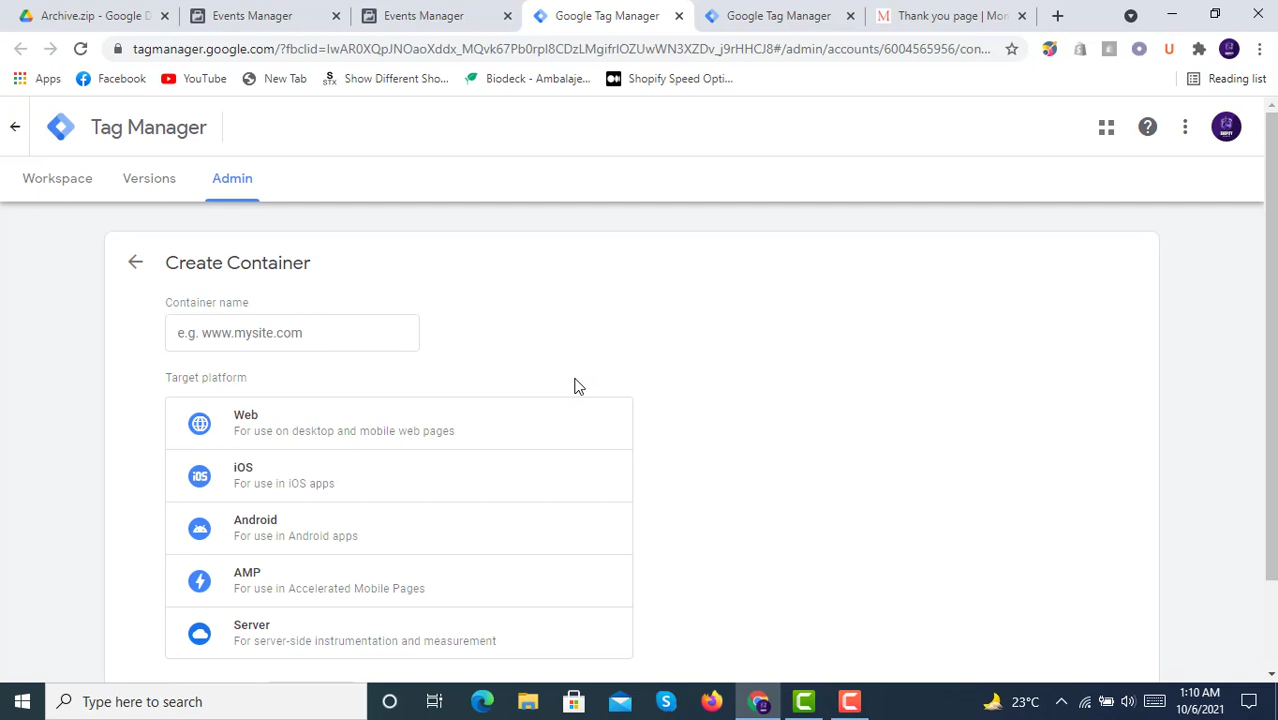 Archive.zip - Google D
Events Manager
Events Manager
Google Tag Manager
Google Tag Manager
Thank you page | Mon
tagmanager.google.com/?fbclid=IwAR0XQpJNOaoXddx_MQvk67Pb0rpI8CDzLMgifrIOZUwWN3XZDv_j9rHHCJ8#/admin/accounts/6004565956/con...
Apps
Facebook
YouTube
New Tab
Show Different Sho...
Biodeck - Ambalaje...
Shopify Speed Opti...
Reading list
Tag Manager
Workspace
Versions
Admin
Create Container
Container name
e.g. www.mysite.com
Target platform
Web
For use on desktop and mobile web pages
iOS
iOS
For use in iOS apps
Android
For use in Android apps
AMP
For use in Accelerated Mobile Pages
Server
For server-side instrumentation and measurement
Type here to search
23°C
1:10 AM
10/6/2021